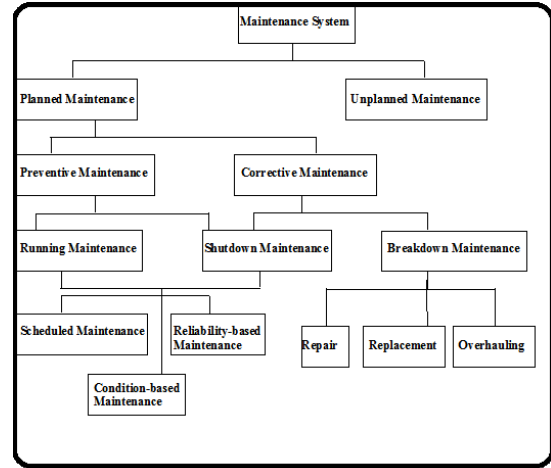 Maintenance System
Planned Maintenance
Unplanned Maintenance
Preventive Maintenance
Corrective Maintenance
Running Maintenance
Shutdown Maintenance
Breakdown Maintenance
Scheduled Maintenance
Reliability-based
Maintenance
Repair
Replacement
Overhauling
Condition-based
Maintenance